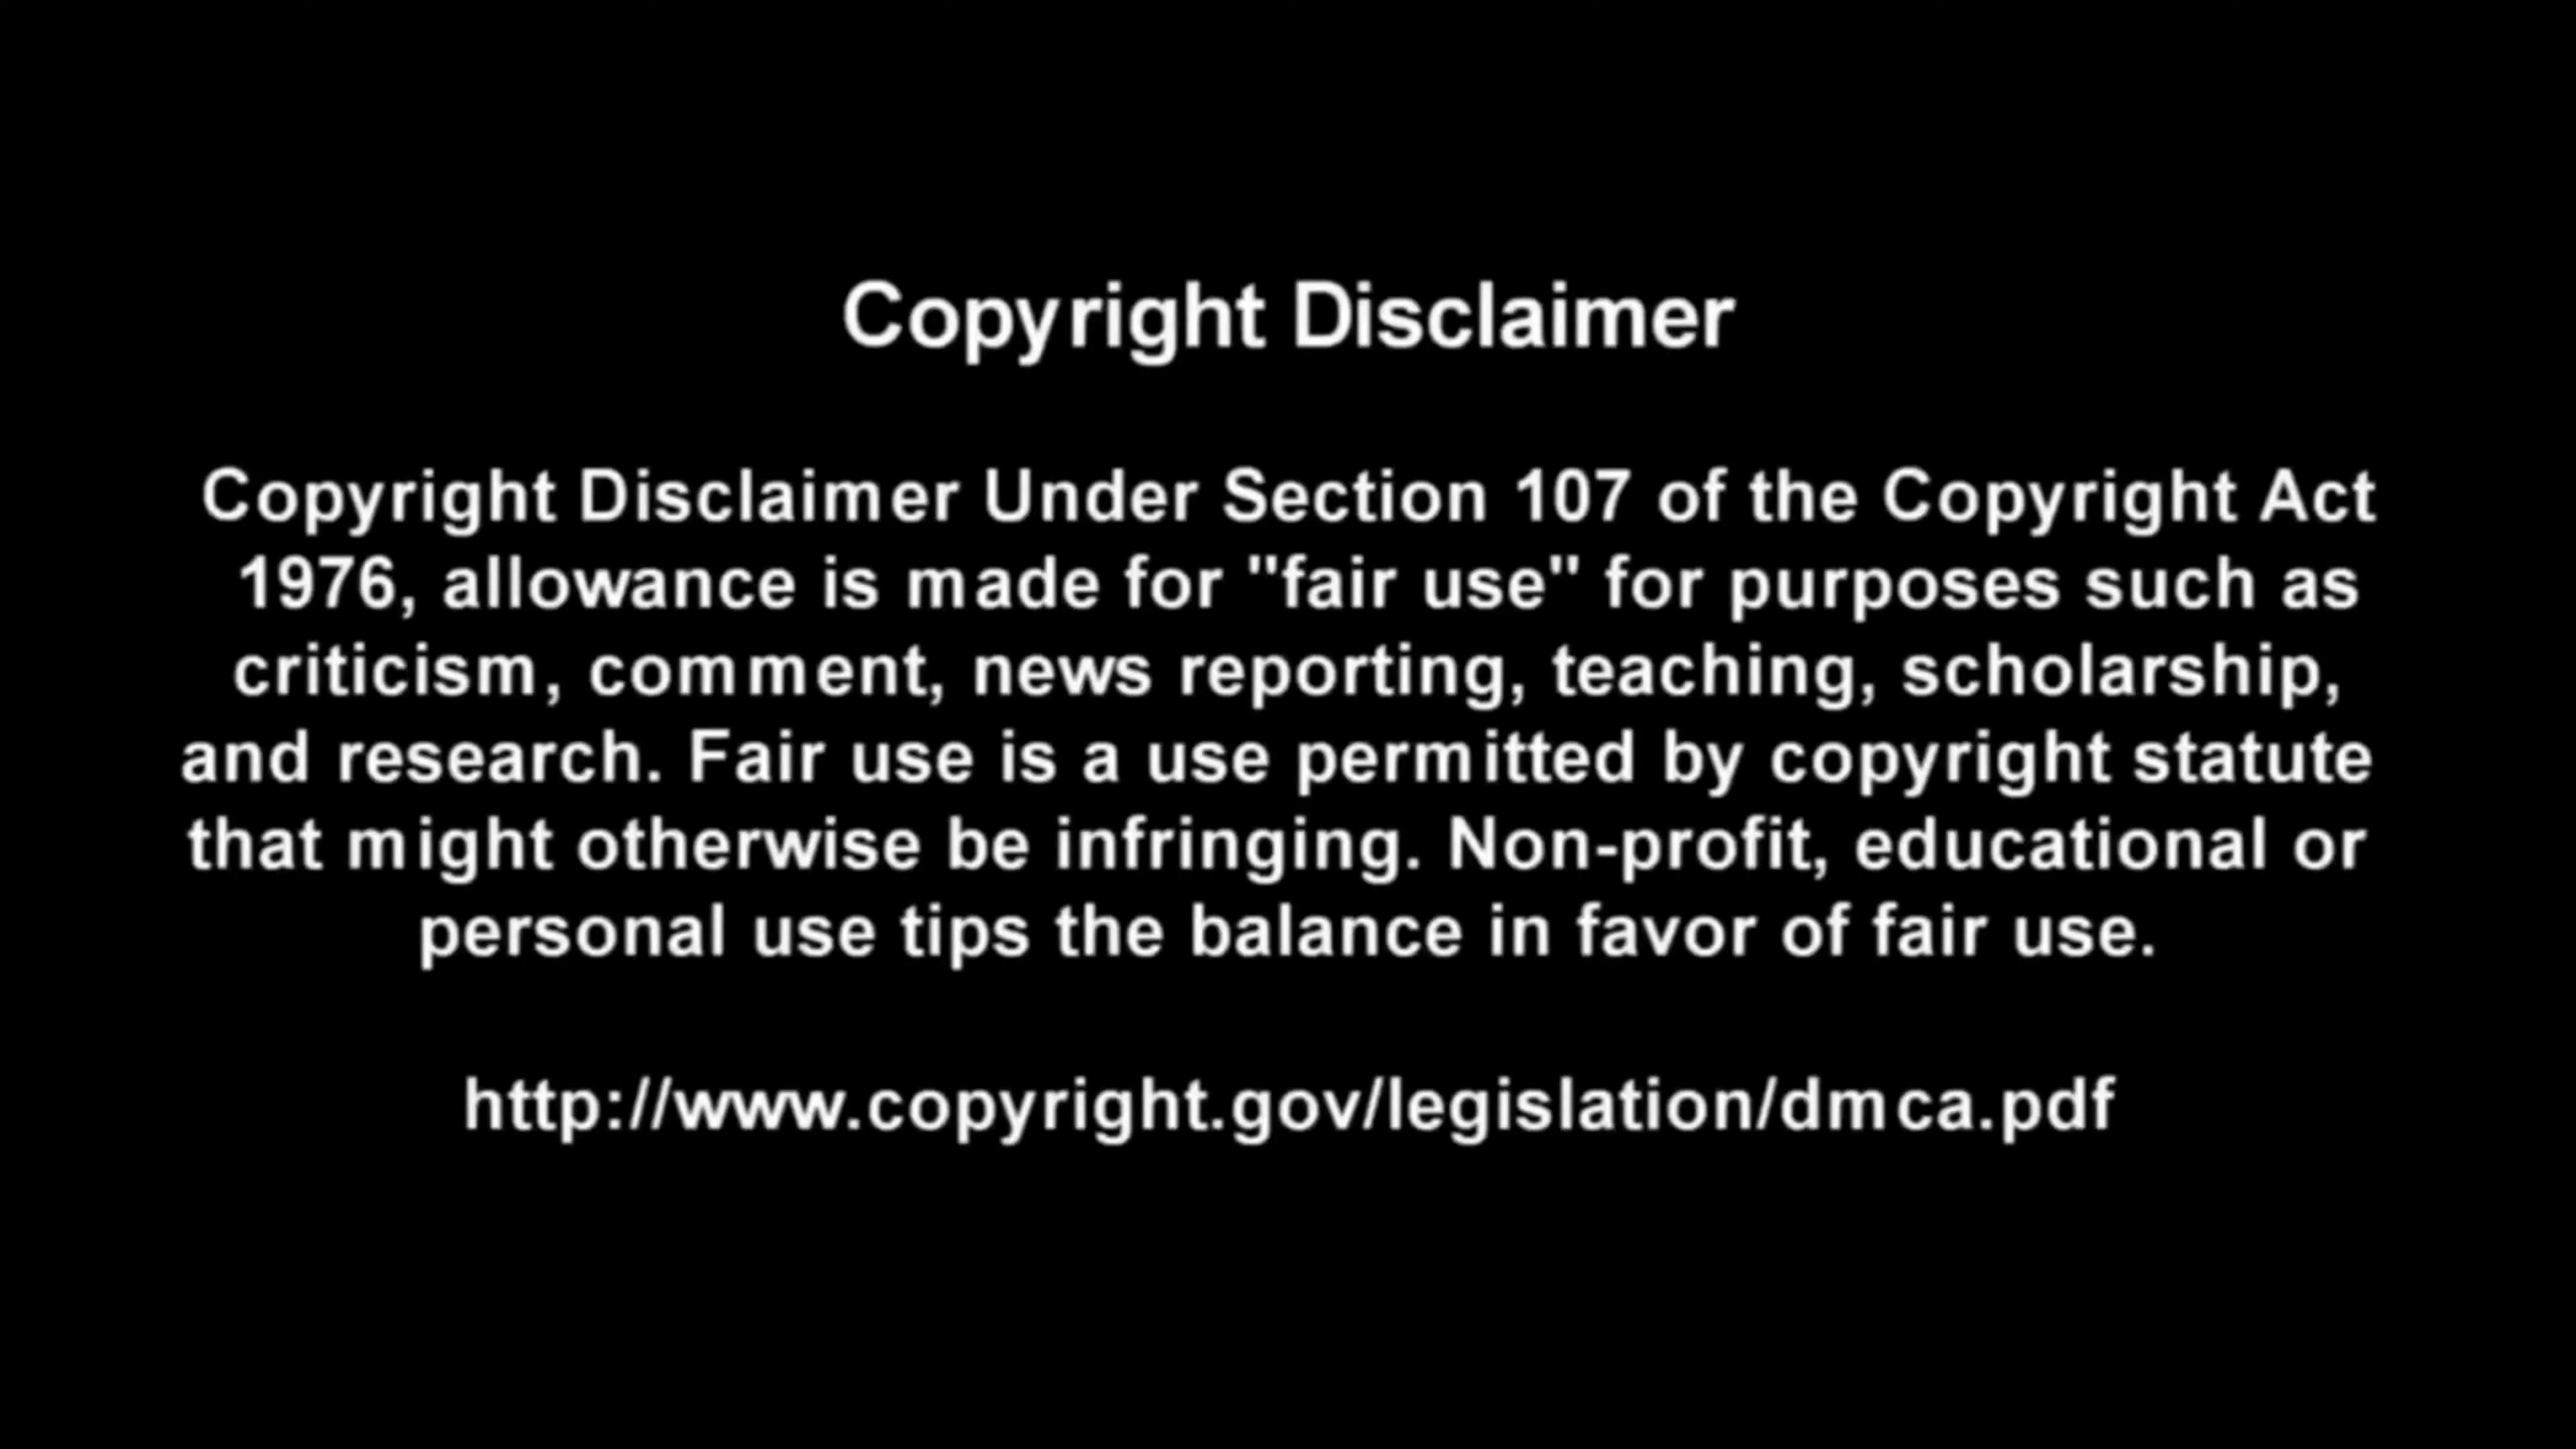 Copyright Disclaimer
Copyright Disclaimer Under Section 107 of the Copyright Act
1976, allowance is made for "fair use" for purposes such as
criticism, comment, news reporting, teaching, scholarship,
and research. Fair use is a use permitted by copyright statute
that might otherwise be infringing. Non-profit, educational or
personal use tips the balance in favor of fair use.
http://www.copyright.gov/legislation/dmca.pdf